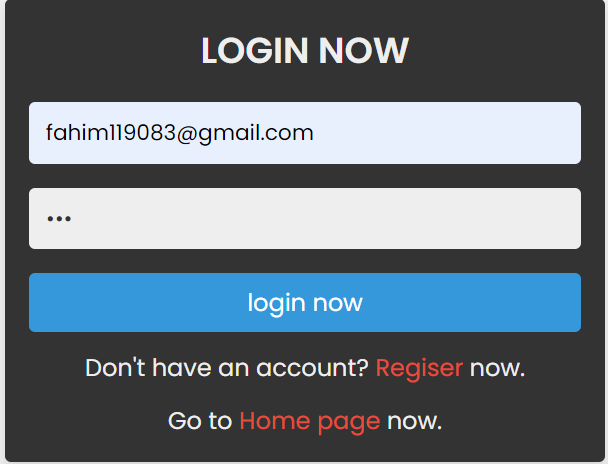 LOGIN NOW
fahim119083@gmail.com
•••
login now
Don't have an account? Regiser now.
Go to Home page now.